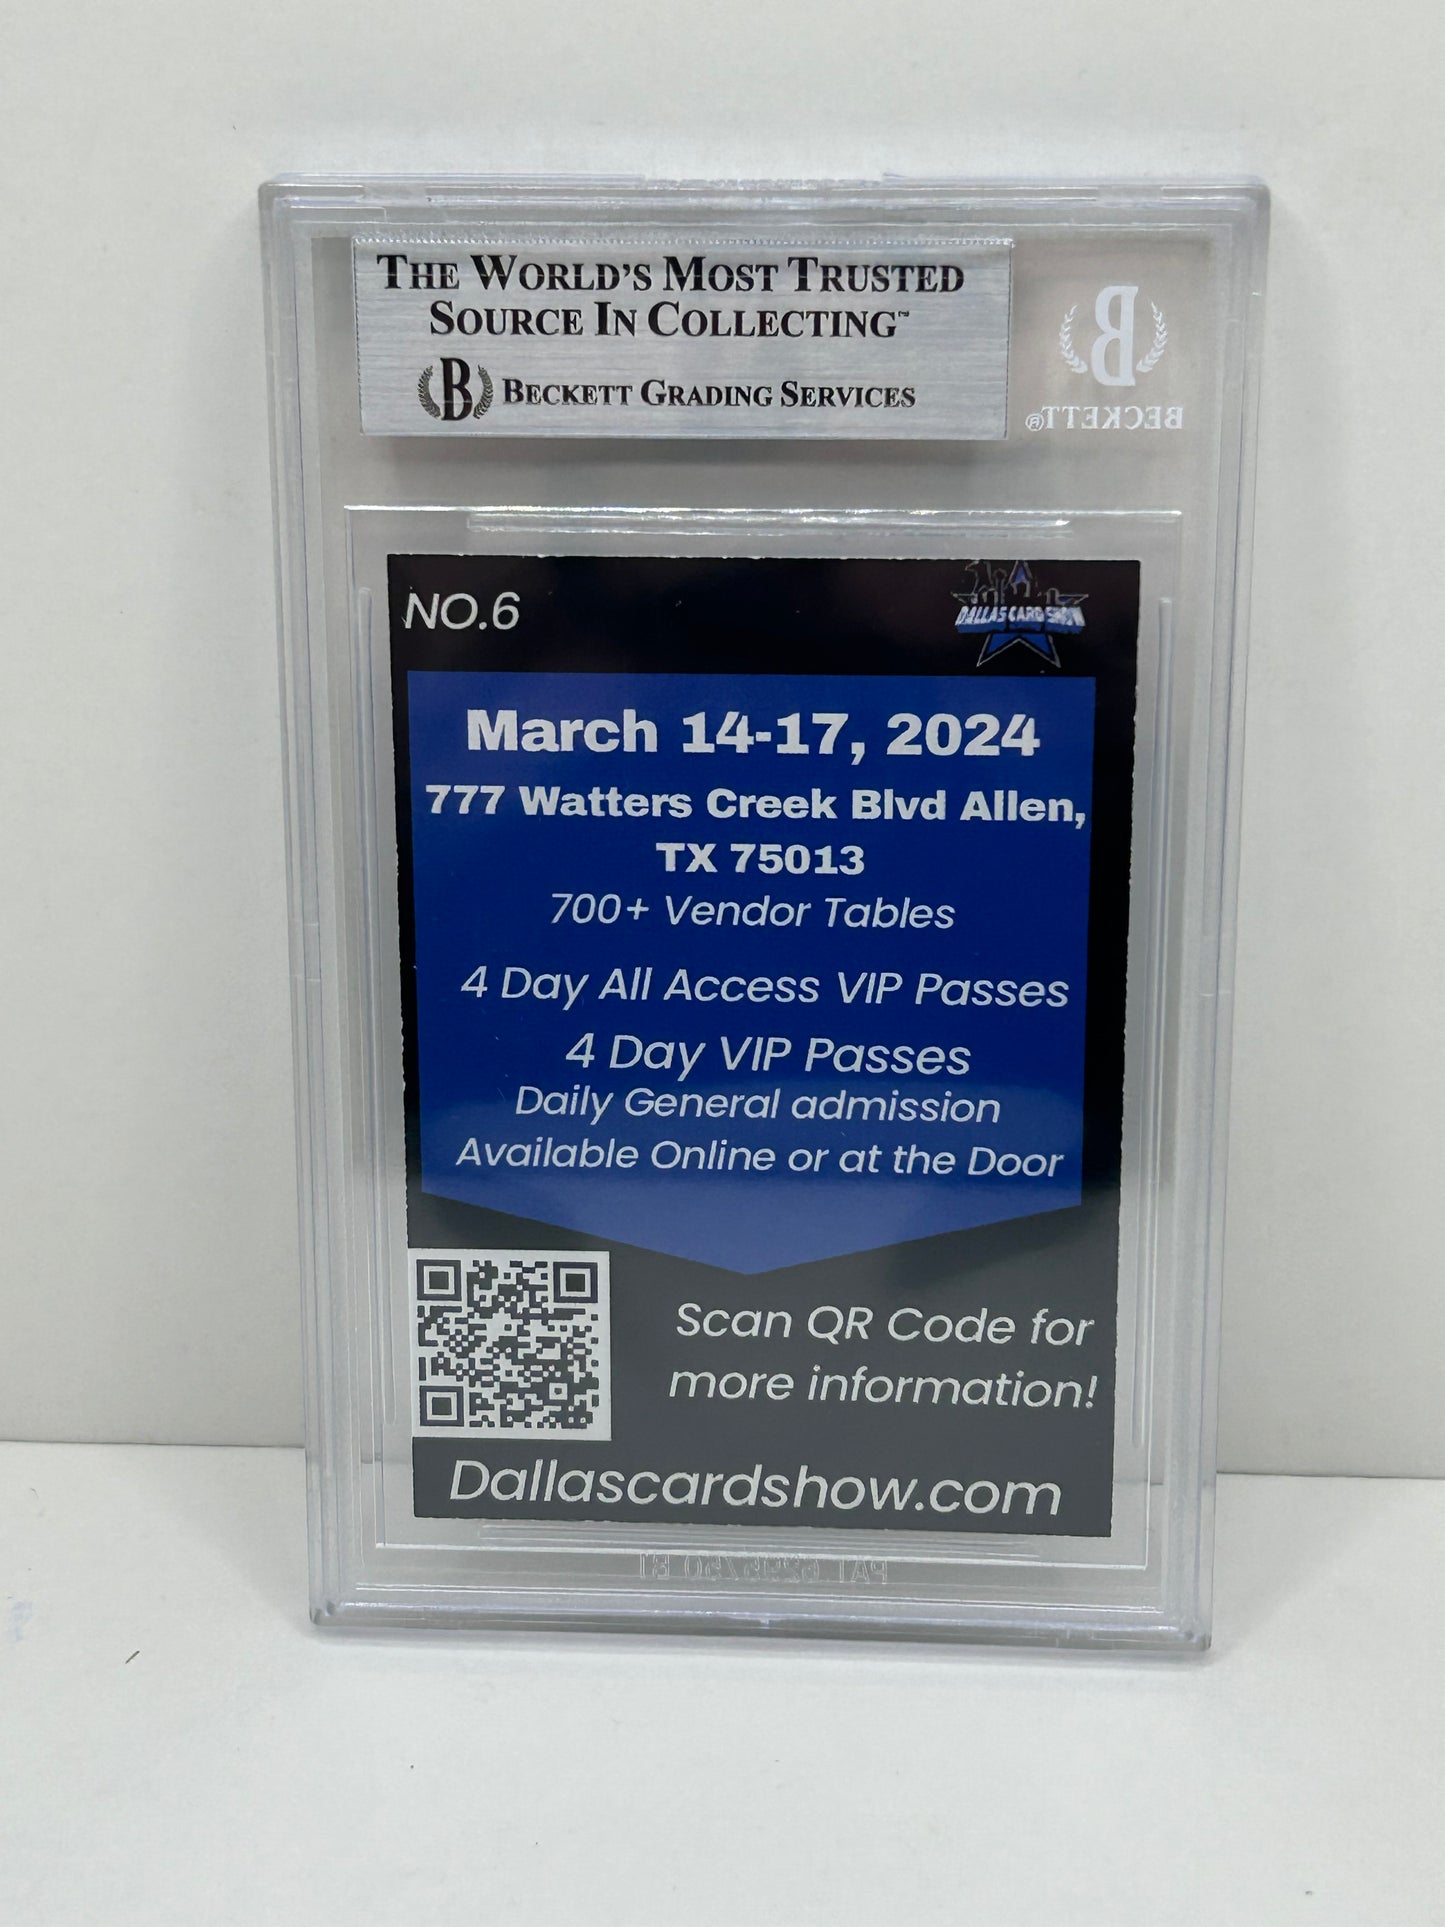 THE WORLD'S MOST TRUSTED
SOURCE IN COLLECTING™
B BECKETT GRADING SERVICES
B
BECKETT®
NO.6
DALLAS CARD SHOW
March 14-17, 2024
777 Watters Creek Blvd Allen,
TX 75013
700+ Vendor Tables
4 Day All Access VIP Passes
4 Day VIP Passes
Daily General admission
Available Online or at the Door
Scan QR Code for
more information!
Dallascardshow.com